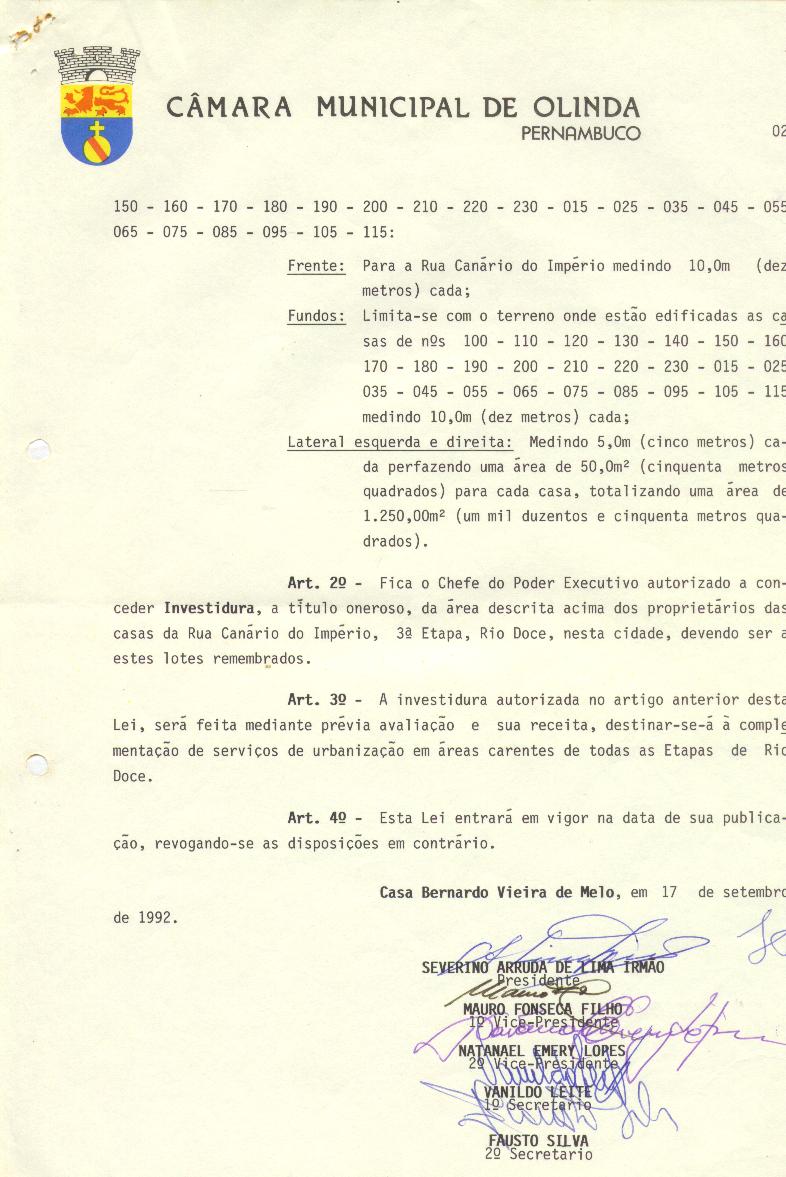 CÂMARA MUNICIPAL DE OLINDA
PERNAMBUCO
02
150 - 160 - 170 - 180 - 190 - 200 - 210 - 220 - 230 - 015 - 025 - 035 - 045 - 055
065 - 075 - 085 - 095 - 105 - 115:
Frente: Para a Rua Canário do Império medindo 10,0m (dez
metros) cada;
Fundos: Limita-se com o terreno onde estão edificadas as ca
sas de nºs 100 - 110 - 120 - 130 - 140 - 150 - 160
170 - 180 - 190 - 200 - 210 - 220 - 230 - 015 - 025
035 - 045 - 055 - 065 - 075 - 085 - 095 - 105 - 115
medindo 10,0m (dez metros) cada;
Lateral esquerda e direita: Medindo 5,0m (cinco metros) ca-
da perfazendo uma área de 50,0m² (cinquenta metros
quadrados) para cada casa, totalizando uma área de
1.250,00m² (um mil duzentos e cinquenta metros qua-
drados).
Art. 2º - Fica o Chefe do Poder Executivo autorizado a con-
ceder Investidura, a título oneroso, da área descrita acima dos proprietários das
casas da Rua Canário do Império, 3ª Etapa, Rio Doce, nesta cidade, devendo ser a
estes lotes remembrados.
Art. 3º - A investidura autorizada no artigo anterior desta
Lei, será feita mediante prévia avaliação e sua receita, destinar-se-á à comple
mentação de serviços de urbanização em áreas carentes de todas as Etapas de Rio
Doce.
Art. 4º - Esta Lei entrará em vigor na data de sua publica-
ção, revogando-se as disposições em contrário.
Casa Bernardo Vieira de Melo, em 17 de setembro
de 1992.
SEVERINO ARRUDA DE LIMA IRMÃO
Presidente
MAURO FONSECA FILHO
1º Vice-Presidente
NATANAEL EMERY LOPES
2º Vice-Presidente
VANILDO LEITE
1º Secretario
FAUSTO SILVA
2º Secretario